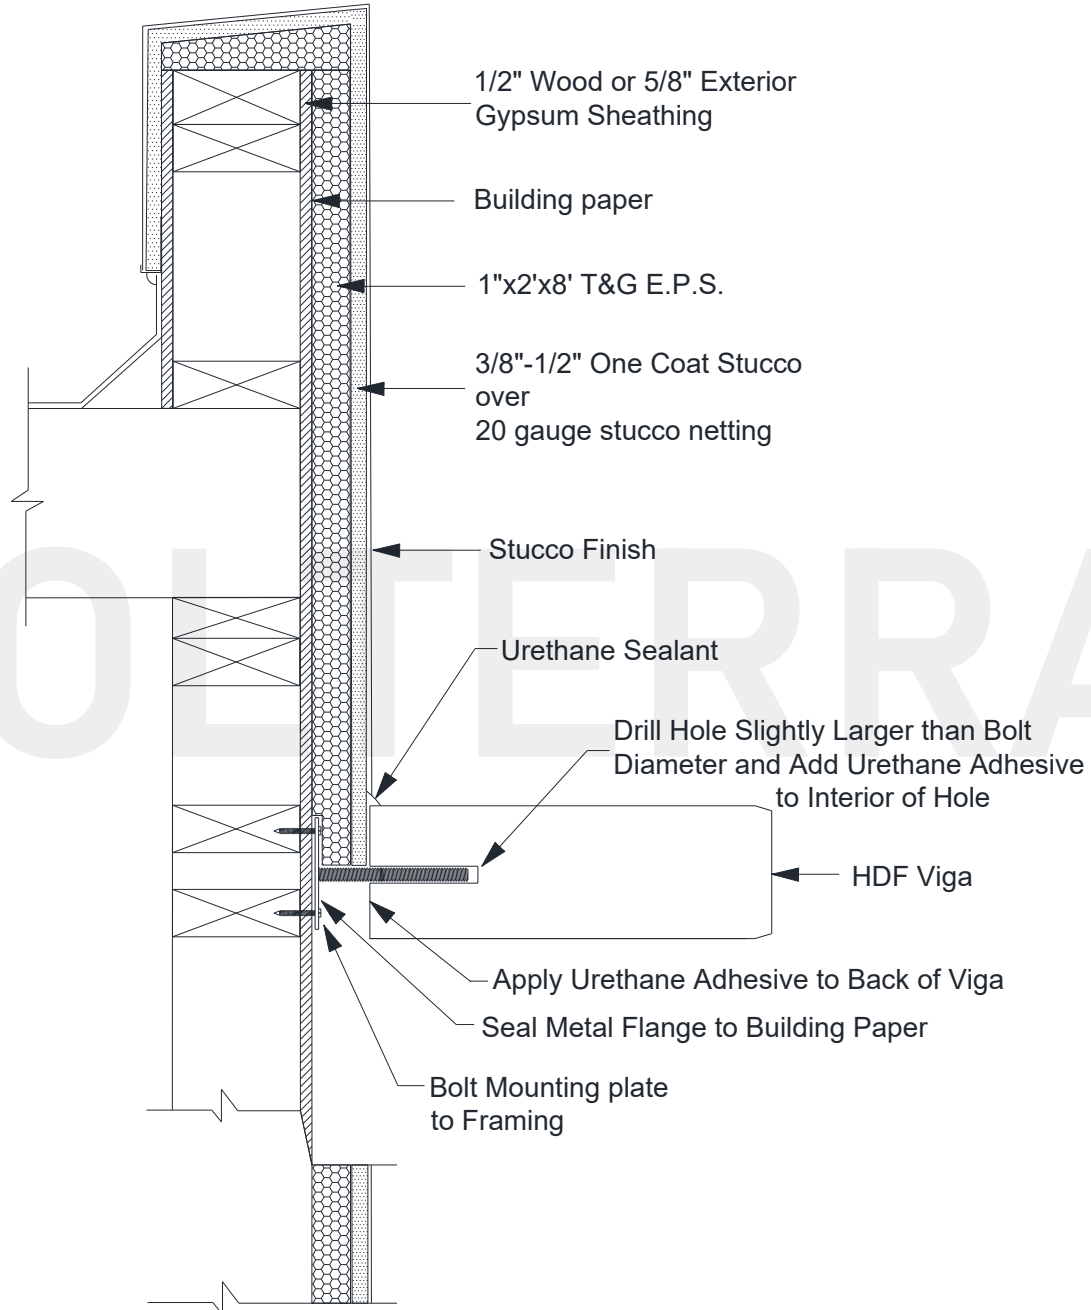 1/2" Wood or 5/8" Exterior
Gypsum Sheathing
Building paper
1"x2'x8' T&G E.P.S.
3/8"-1/2" One Coat Stucco
over
20 gauge stucco netting
Stucco Finish
OLTERRA
Urethane Sealant
Drill Hole Slightly Larger than Bolt
Diameter and Add Urethane Adhesive
to Interior of Hole
HDF Viga
Apply Urethane Adhesive to Back of Viga
Seal Metal Flange to Building Paper
Bolt Mounting plate
to Framing